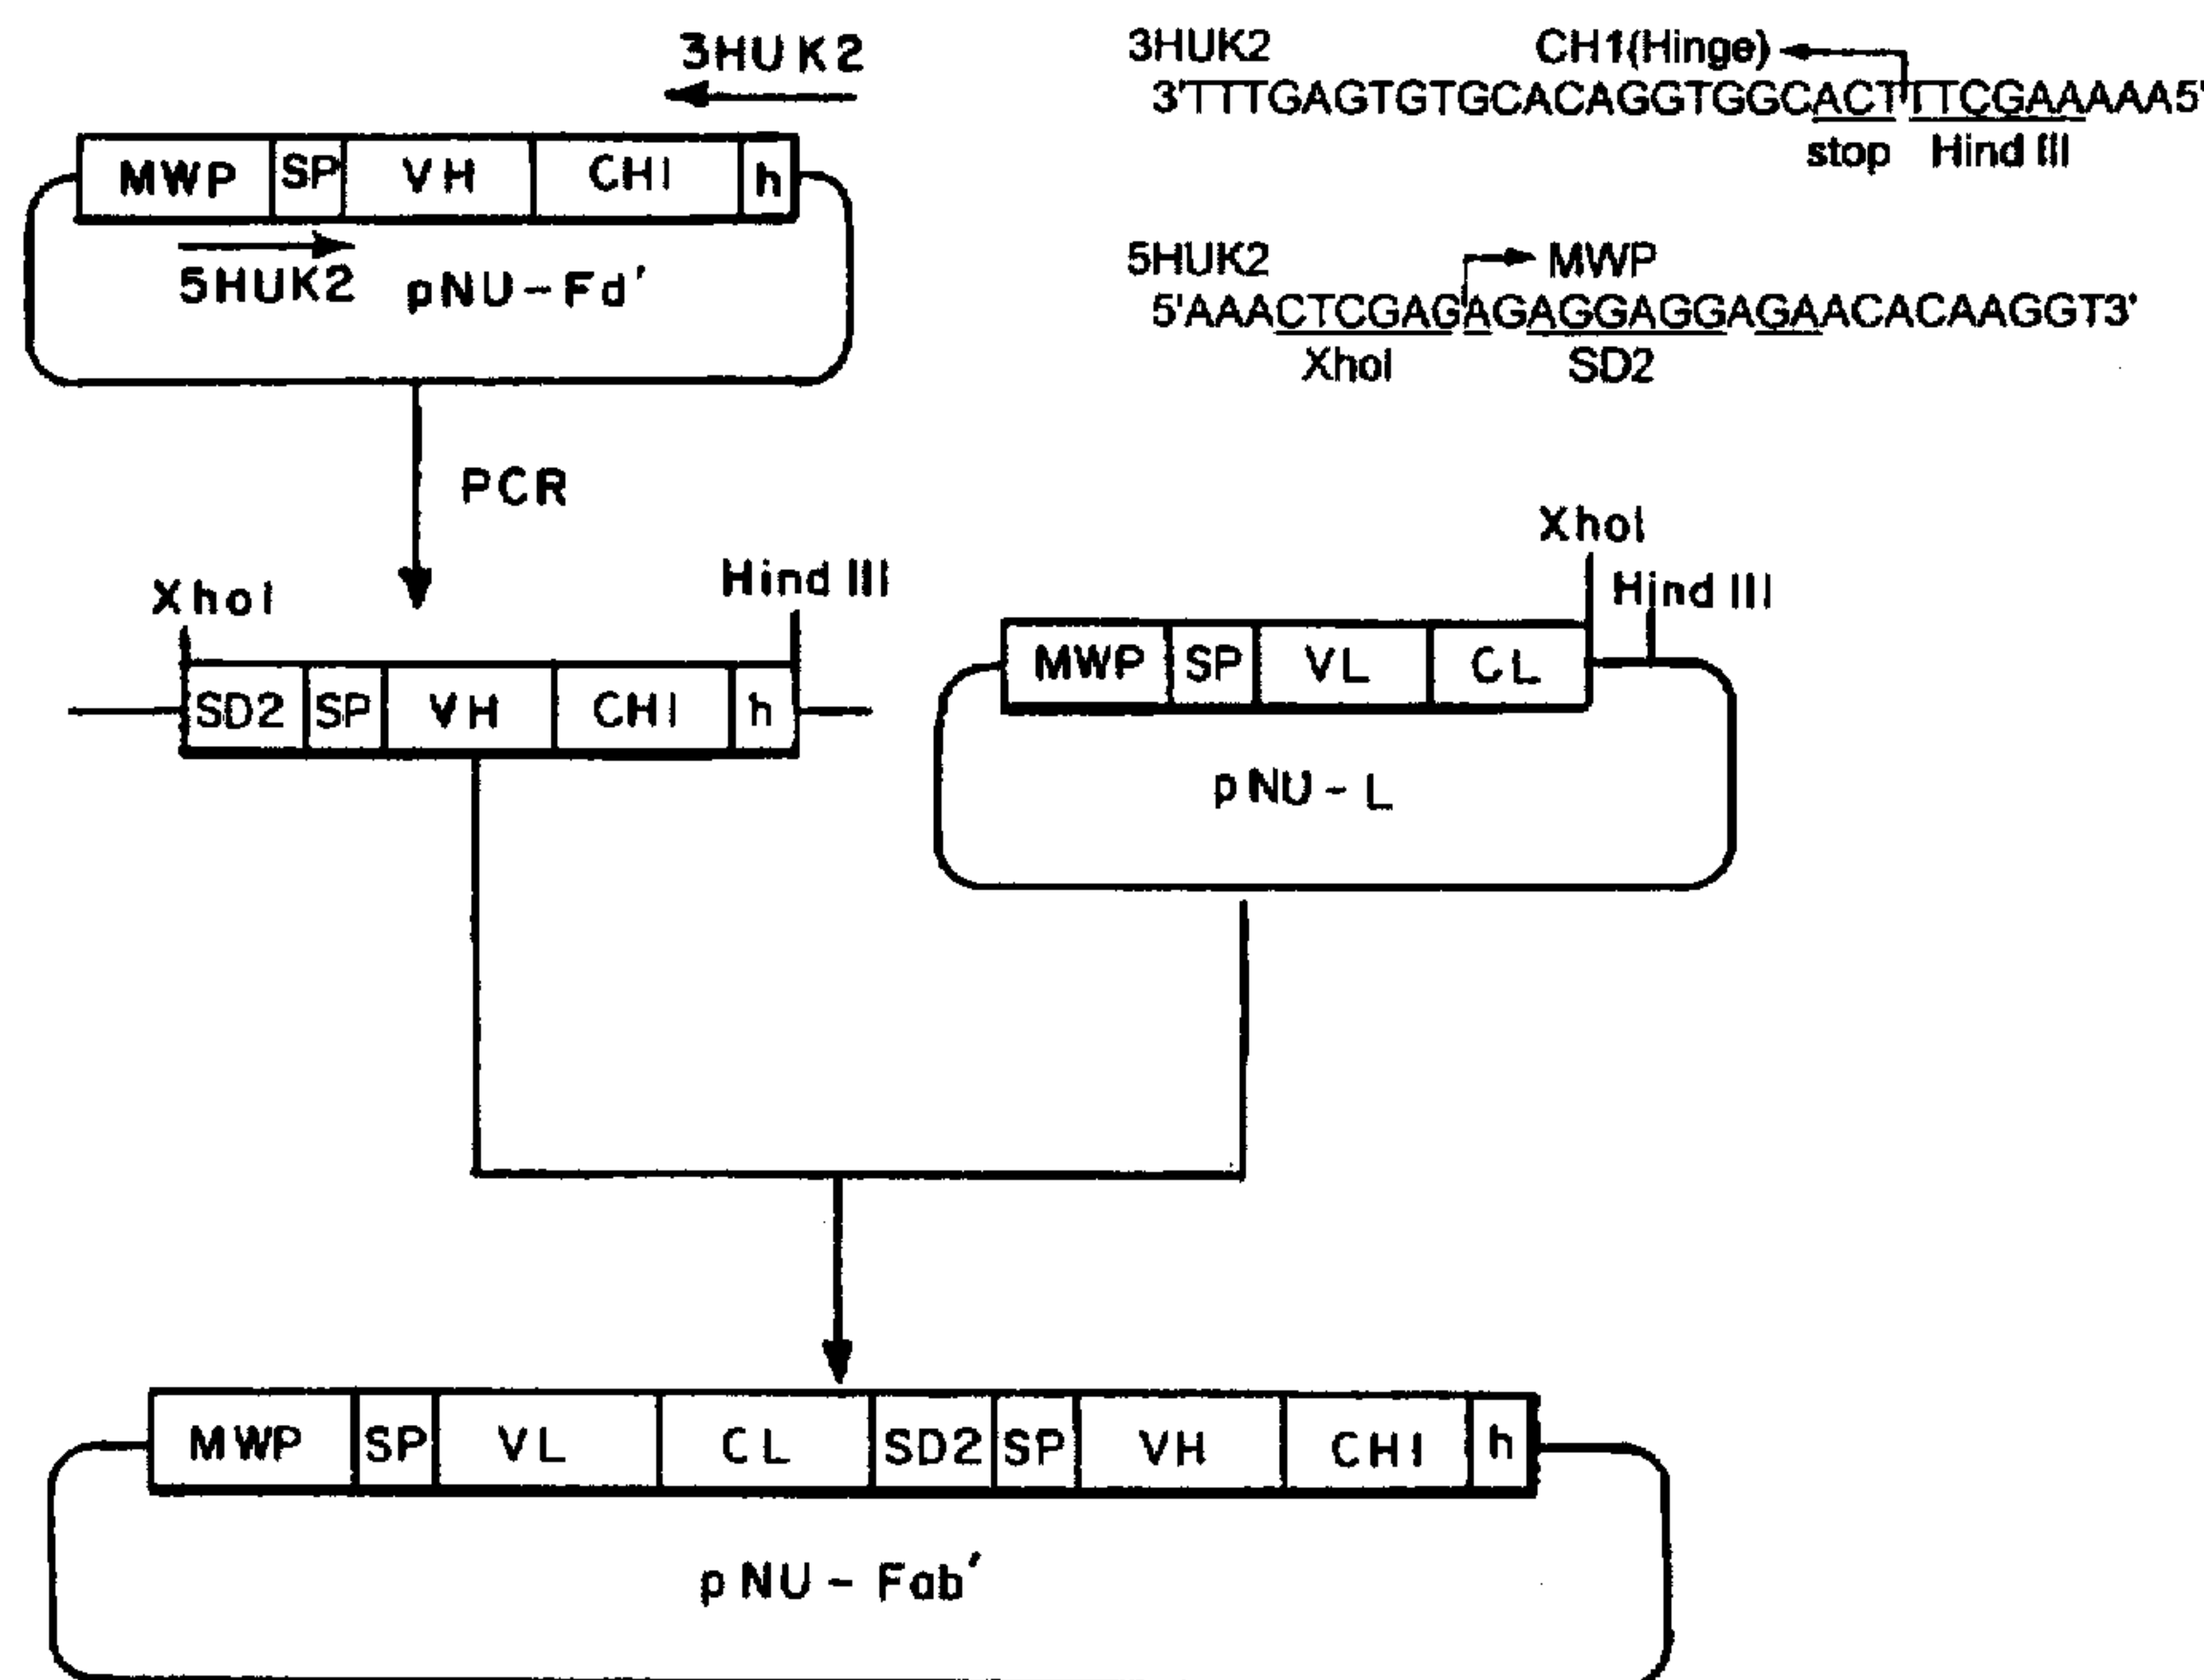 3HUK2
MWP SP VH CHI h
5HUK2 pNU-Fd'
3HUK2 CH1(Hinge)
3'TTTGAGTGTGCACAGGTGGCACTTTCGAAAAAA5'
stop Hind III
5HUK2 MWP
5'AAACTCGAGAGAGGAGGAGAACACAAGGT3'
XhoI SD2
PCR
XhoI Hind III
SD2 SP VH CHI h
XhoI
Hind III
MWP SP VL CL
pNU-L
MWP SP VL CL SD2 SP VH CHI h
pNU-Fab'